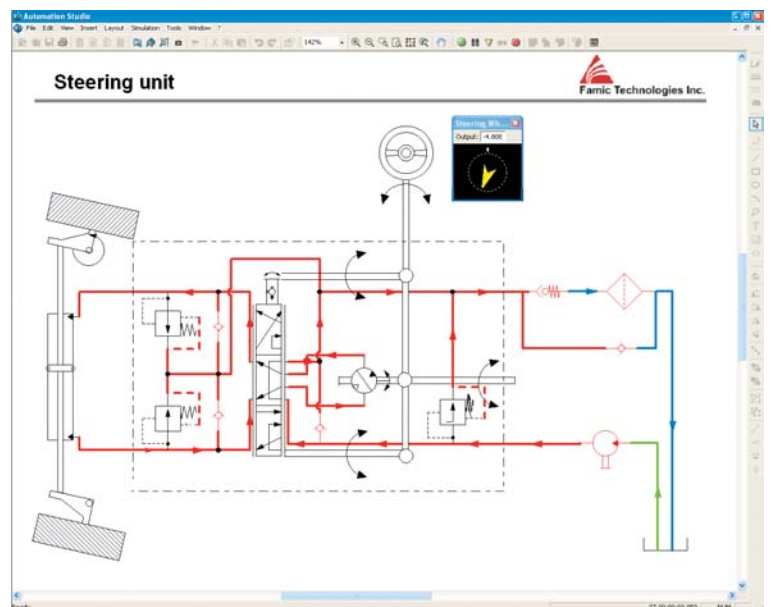 Automation Studio
File Edit View Insert Layout Simulation Tools Window ?
142%
Steering unit
Famic Technologies Inc.
Steering Wh...
Output: -4.808